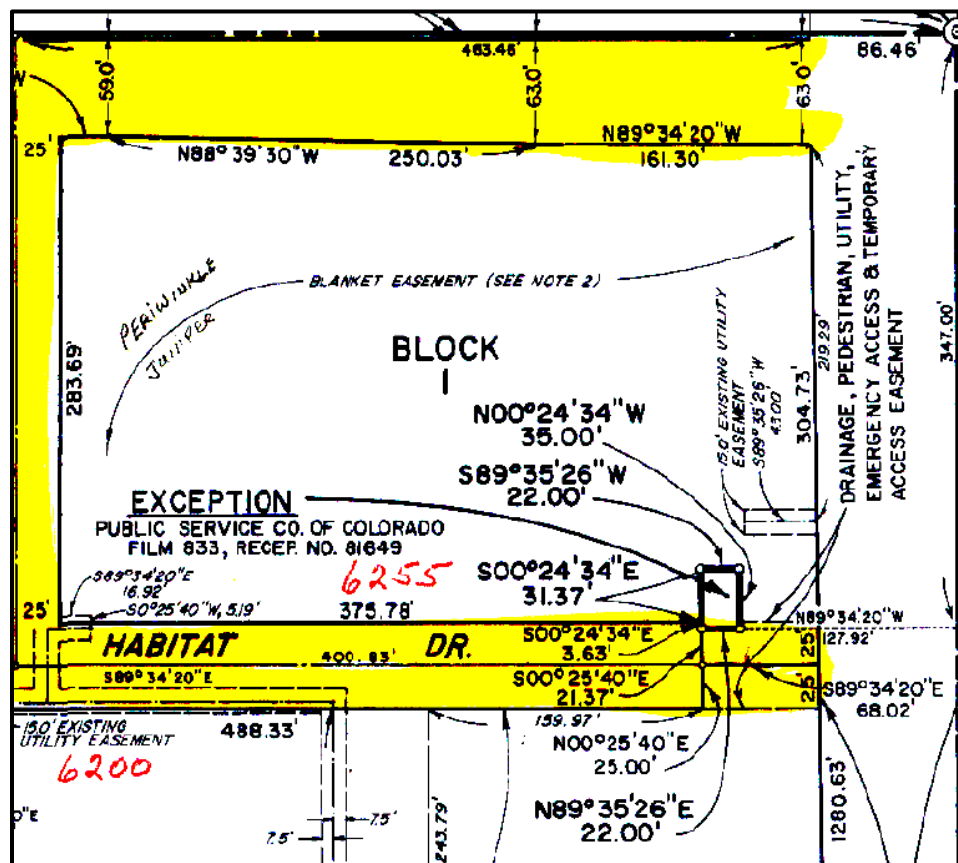 463.46'
86.46'
59.0'
63.0'
63.0'
W
25'
N88°39'30"W
250.03'
N89°34'20"W
161.30'
DRAINAGE, PEDESTRIAN, UTILITY,
EMERGENCY ACCESS & TEMPORARY
ACCESS EASEMENT
347.00'
PERIWINKLE
JUNIPER
BLANKET EASEMENT (SEE NOTE 2)
BLOCK
1
283.69'
219.29'
304.73'
15.0' EXISTING UTILITY
EASEMENT
S89°35'26"W
43.00'
N00°24'34"W
35.00'
S89°35'26"W
22.00'
EXCEPTION
PUBLIC SERVICE CO. OF COLORADO
FILM 833, RECEP. NO. 81649
6255
S00°24'34"E
31.37'
S89°34'20"E
16.92'
S0°25'40"W, 5.19'
25'
375.78'
N89°34'20"W
127.92'
HABITAT DR.
S00°24'34"E
3.63'
25'
400.83'
S89°34'20"E
S00°25'40"E
21.37'
25'
S89°34'20"E
68.02'
15.0' EXISTING
UTILITY EASEMENT
488.33'
159.97'
6200
N00°25'40"E
25.00'
N89°35'26"E
22.00'
1280.63'
0"E
7.5'
7.5'
243.79'